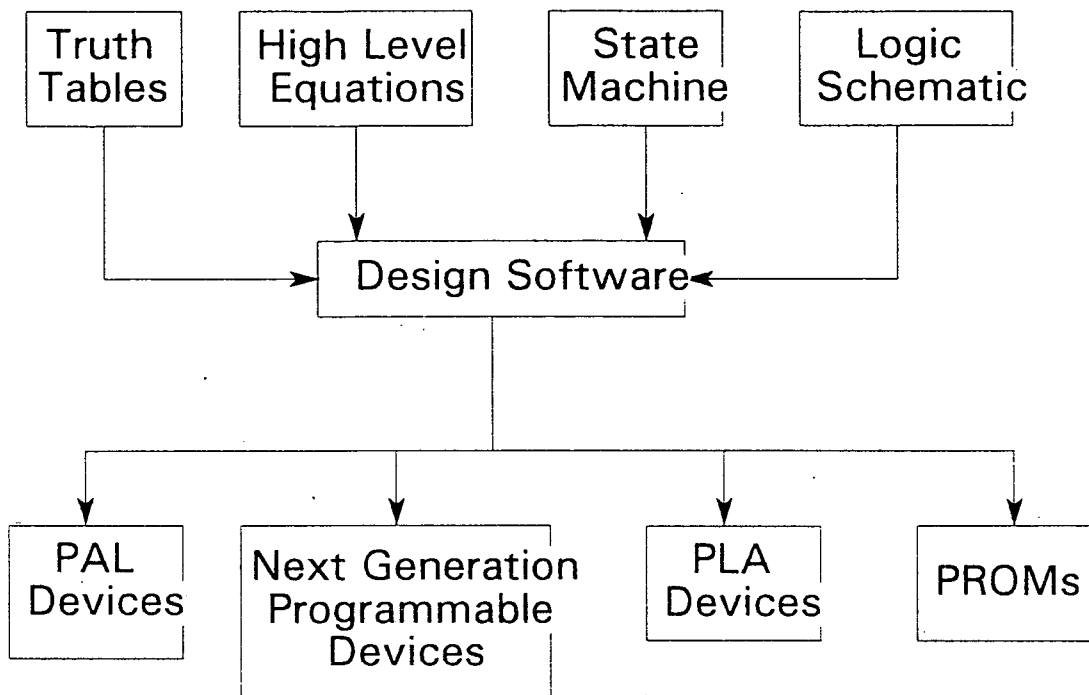 Truth
Tables
High Level
Equations
State
Machine
Logic
Schematic
Design Software
PAL
Devices
Next Generation
Programmable
Devices
PLA
Devices
PROMs